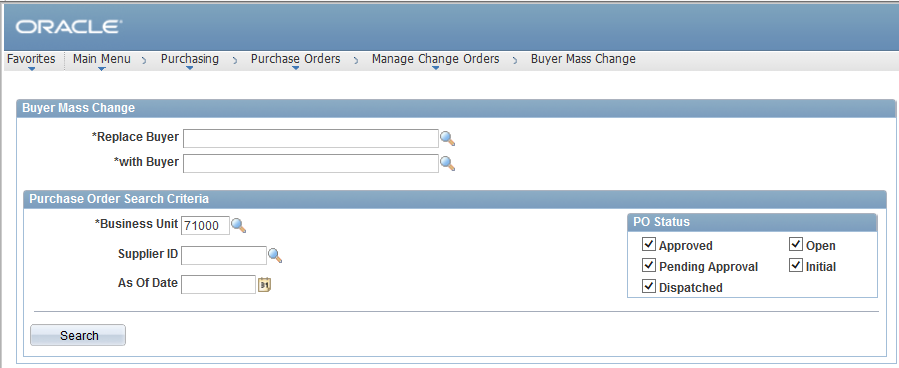 ORACLE
Favorites Main Menu > Purchasing > Purchase Orders > Manage Change Orders > Buyer Mass Change
Buyer Mass Change
*Replace Buyer
*with Buyer
Purchase Order Search Criteria
*Business Unit 71000
Supplier ID
As Of Date 31
PO Status
Approved Open
Pending Approval Initial
Dispatched
Search